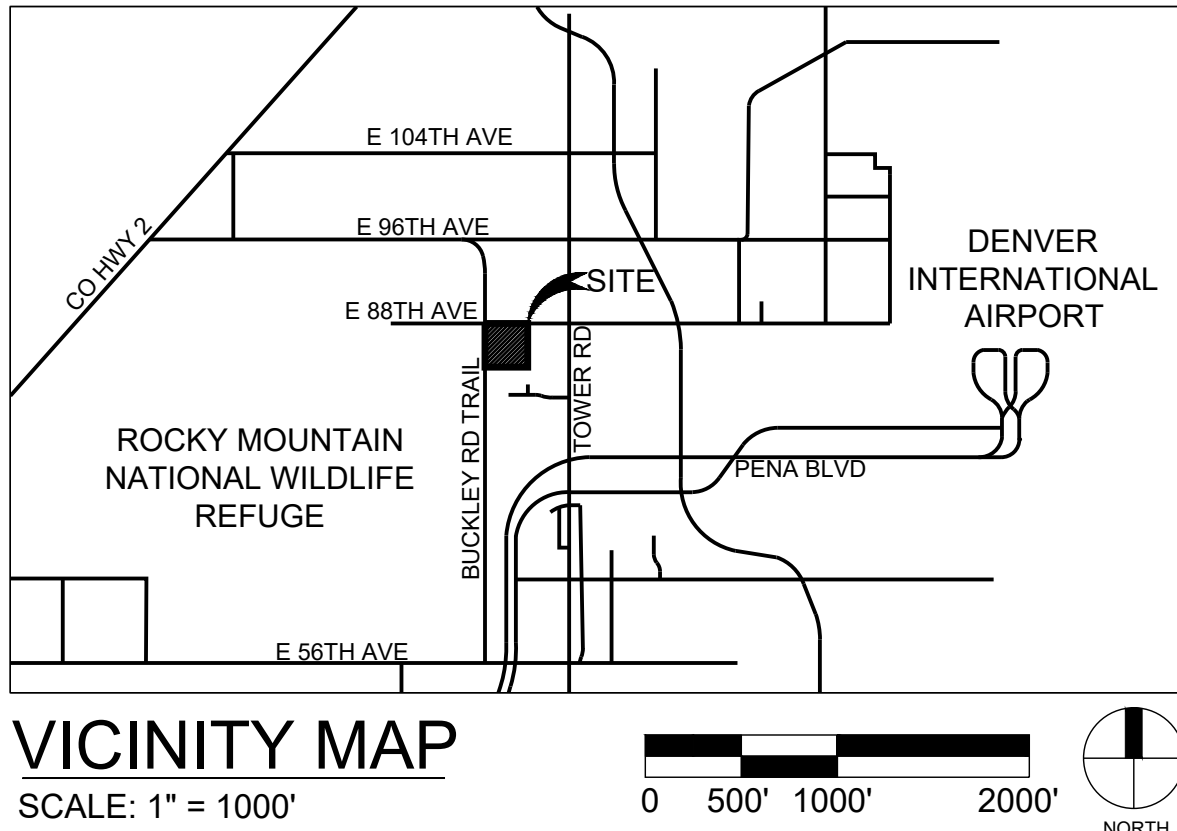 E 104TH AVE
E 96TH AVE
CO HWY 2
DENVER
INTERNATIONAL
AIRPORT
SITE
E 88TH AVE
TOWER RD
BUCKLEY RD TRAIL
ROCKY MOUNTAIN
NATIONAL WILDLIFE
REFUGE
PENA BLVD
E 56TH AVE
VICINITY MAP
SCALE: 1" = 1000'
0 500' 1000' 2000'
NORTH